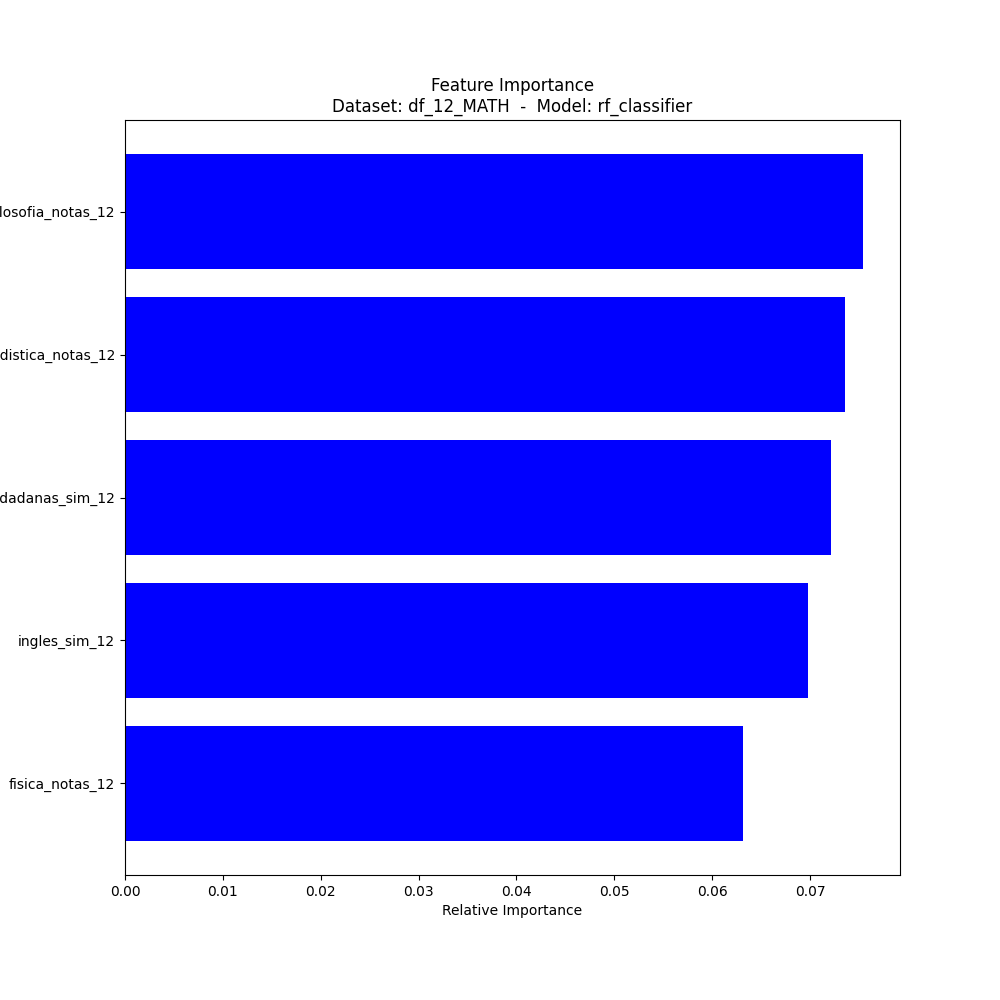 Feature Importance
Dataset: df_12_MATH - Model: rf_classifier
losofia_notas_12
distica_notas_12
dadanas_sim_12
ingles_sim_12
fisica_notas_12
0.00 0.01 0.02 0.03 0.04 0.05 0.06 0.07
Relative Importance